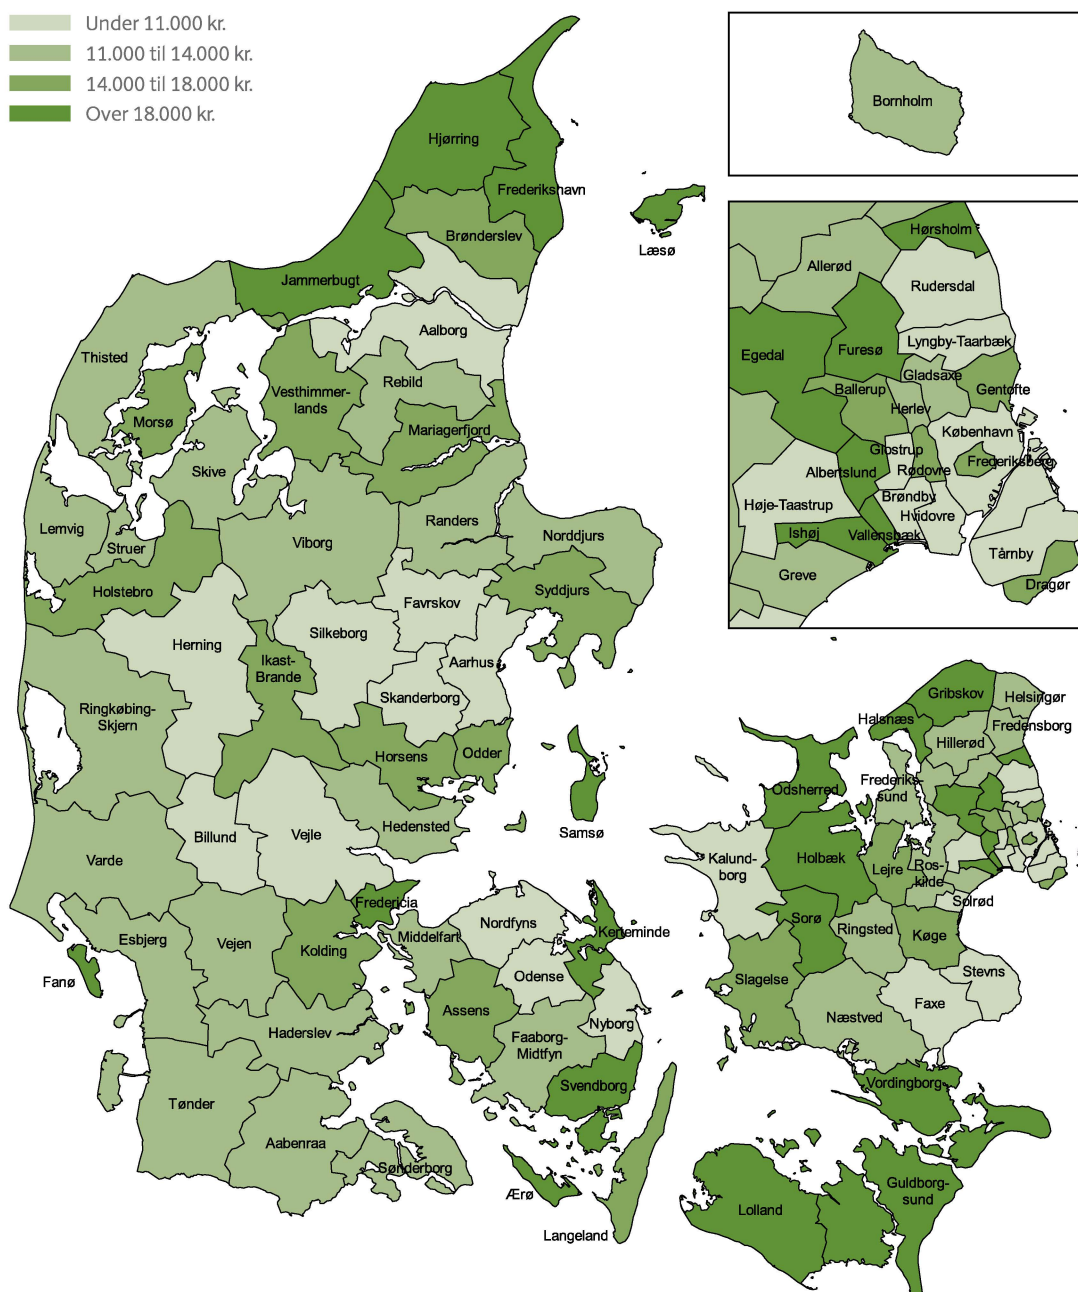 Under 11.000 kr.
11.000 til 14.000 kr.
14.000 til 18.000 kr.
Over 18.000 kr.
Hjørring
Frederikshavn
Læsø
Brønderslev
Jammerbugt
Aalborg
Thisted
Rebild
Vesthimmer-
lands
Morsø
Mariagerfjord
Skive
Lemvig
Struer
Viborg
Randers
Norddjurs
Holstebro
Syddjurs
Favrskov
Herning
Silkeborg
Aarhus
Ikast-
Brande
Skanderborg
Ringkøbing-
Skjern
Horsens
Odder
Samsø
Hedensted
Billund
Vejle
Varde
Fredericia
Esbjerg
Vejen
Kolding
Fanø
Haderslev
Tønder
Aabenraa
Sønderborg
Middelfart
Nordfyns
Kerteminde
Odense
Assens
Nyborg
Faaborg-
Midtfyn
Svendborg
Ærø
Langeland
Bornholm
Hørsholm
Allerød
Rudersdal
Egedal
Furesø
Lyngby-Taarbæk
Gladsaxe
Ballerup
Gentofte
Herlev
København
Glostrup
Frederiksberg
Albertslund
Rødovre
Brøndby
Høje-Taastrup
Hvidovre
Ishøj
Vallensbæk
Tårnby
Greve
Dragør
Gribskov
Helsingør
Halsnæs
Fredensborg
Hillerød
Odsherred
Frederiks-
sund
Kalund-
borg
Holbæk
Lejre
Ros-
kilde
Solrød
Sorø
Ringsted
Køge
Slagelse
Stevns
Faxe
Næstved
Vordingborg
Guldborg-
sund
Lolland